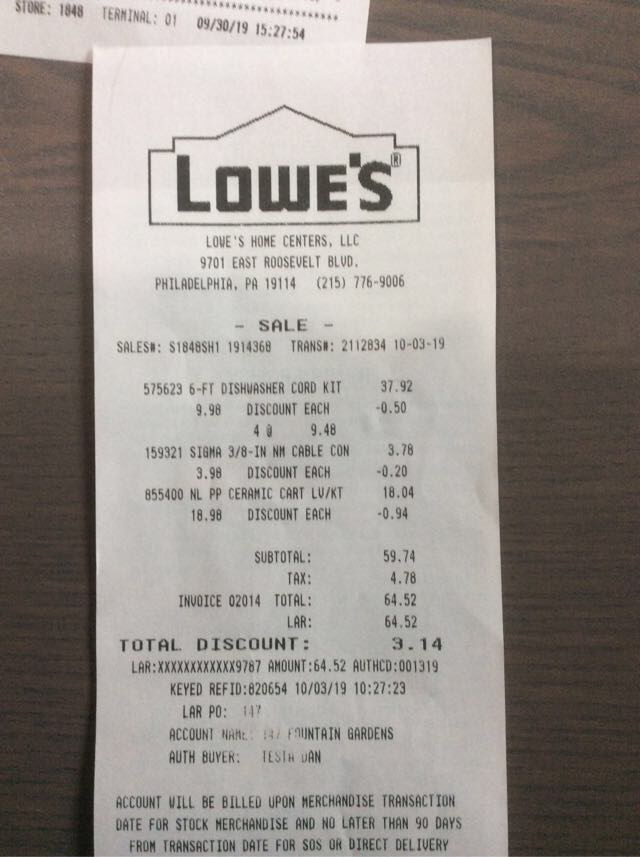 STORE: 1848 TERMINAL: 01 09/30/19 15:27:54
LOWE'S®
LOWE'S HOME CENTERS, LLC
9701 EAST ROOSEVELT BLVD.
PHILADELPHIA, PA 19114 (215) 776-9006
- SALE -
SALES#: S1848SH1 1914368 TRANS#: 2112834 10-03-19
575623 6-FT DISHWASHER CORD KIT 37.92
9.98 DISCOUNT EACH -0.50
4 @ 9.48
159321 SIGMA 3/8-IN NM CABLE CON 3.78
3.98 DISCOUNT EACH -0.20
855400 NL PP CERAMIC CART LV/KT 18.04
18.98 DISCOUNT EACH -0.94
SUBTOTAL: 59.74
TAX: 4.78
INVOICE 02014 TOTAL: 64.52
LAR: 64.52
TOTAL DISCOUNT: 3.14
LAR:XXXXXXXXXXXX9787 AMOUNT:64.52 AUTHCD:001319
KEYED REFID:820654 10/03/19 10:27:23
LAR PO: 147
ACCOUNT NAME: 147 FOUNTAIN GARDENS
AUTH BUYER: TESTA DAN
ACCOUNT WILL BE BILLED UPON MERCHANDISE TRANSACTION
DATE FOR STOCK MERCHANDISE AND NO LATER THAN 90 DAYS
FROM TRANSACTION DATE FOR SOS OR DIRECT DELIVERY